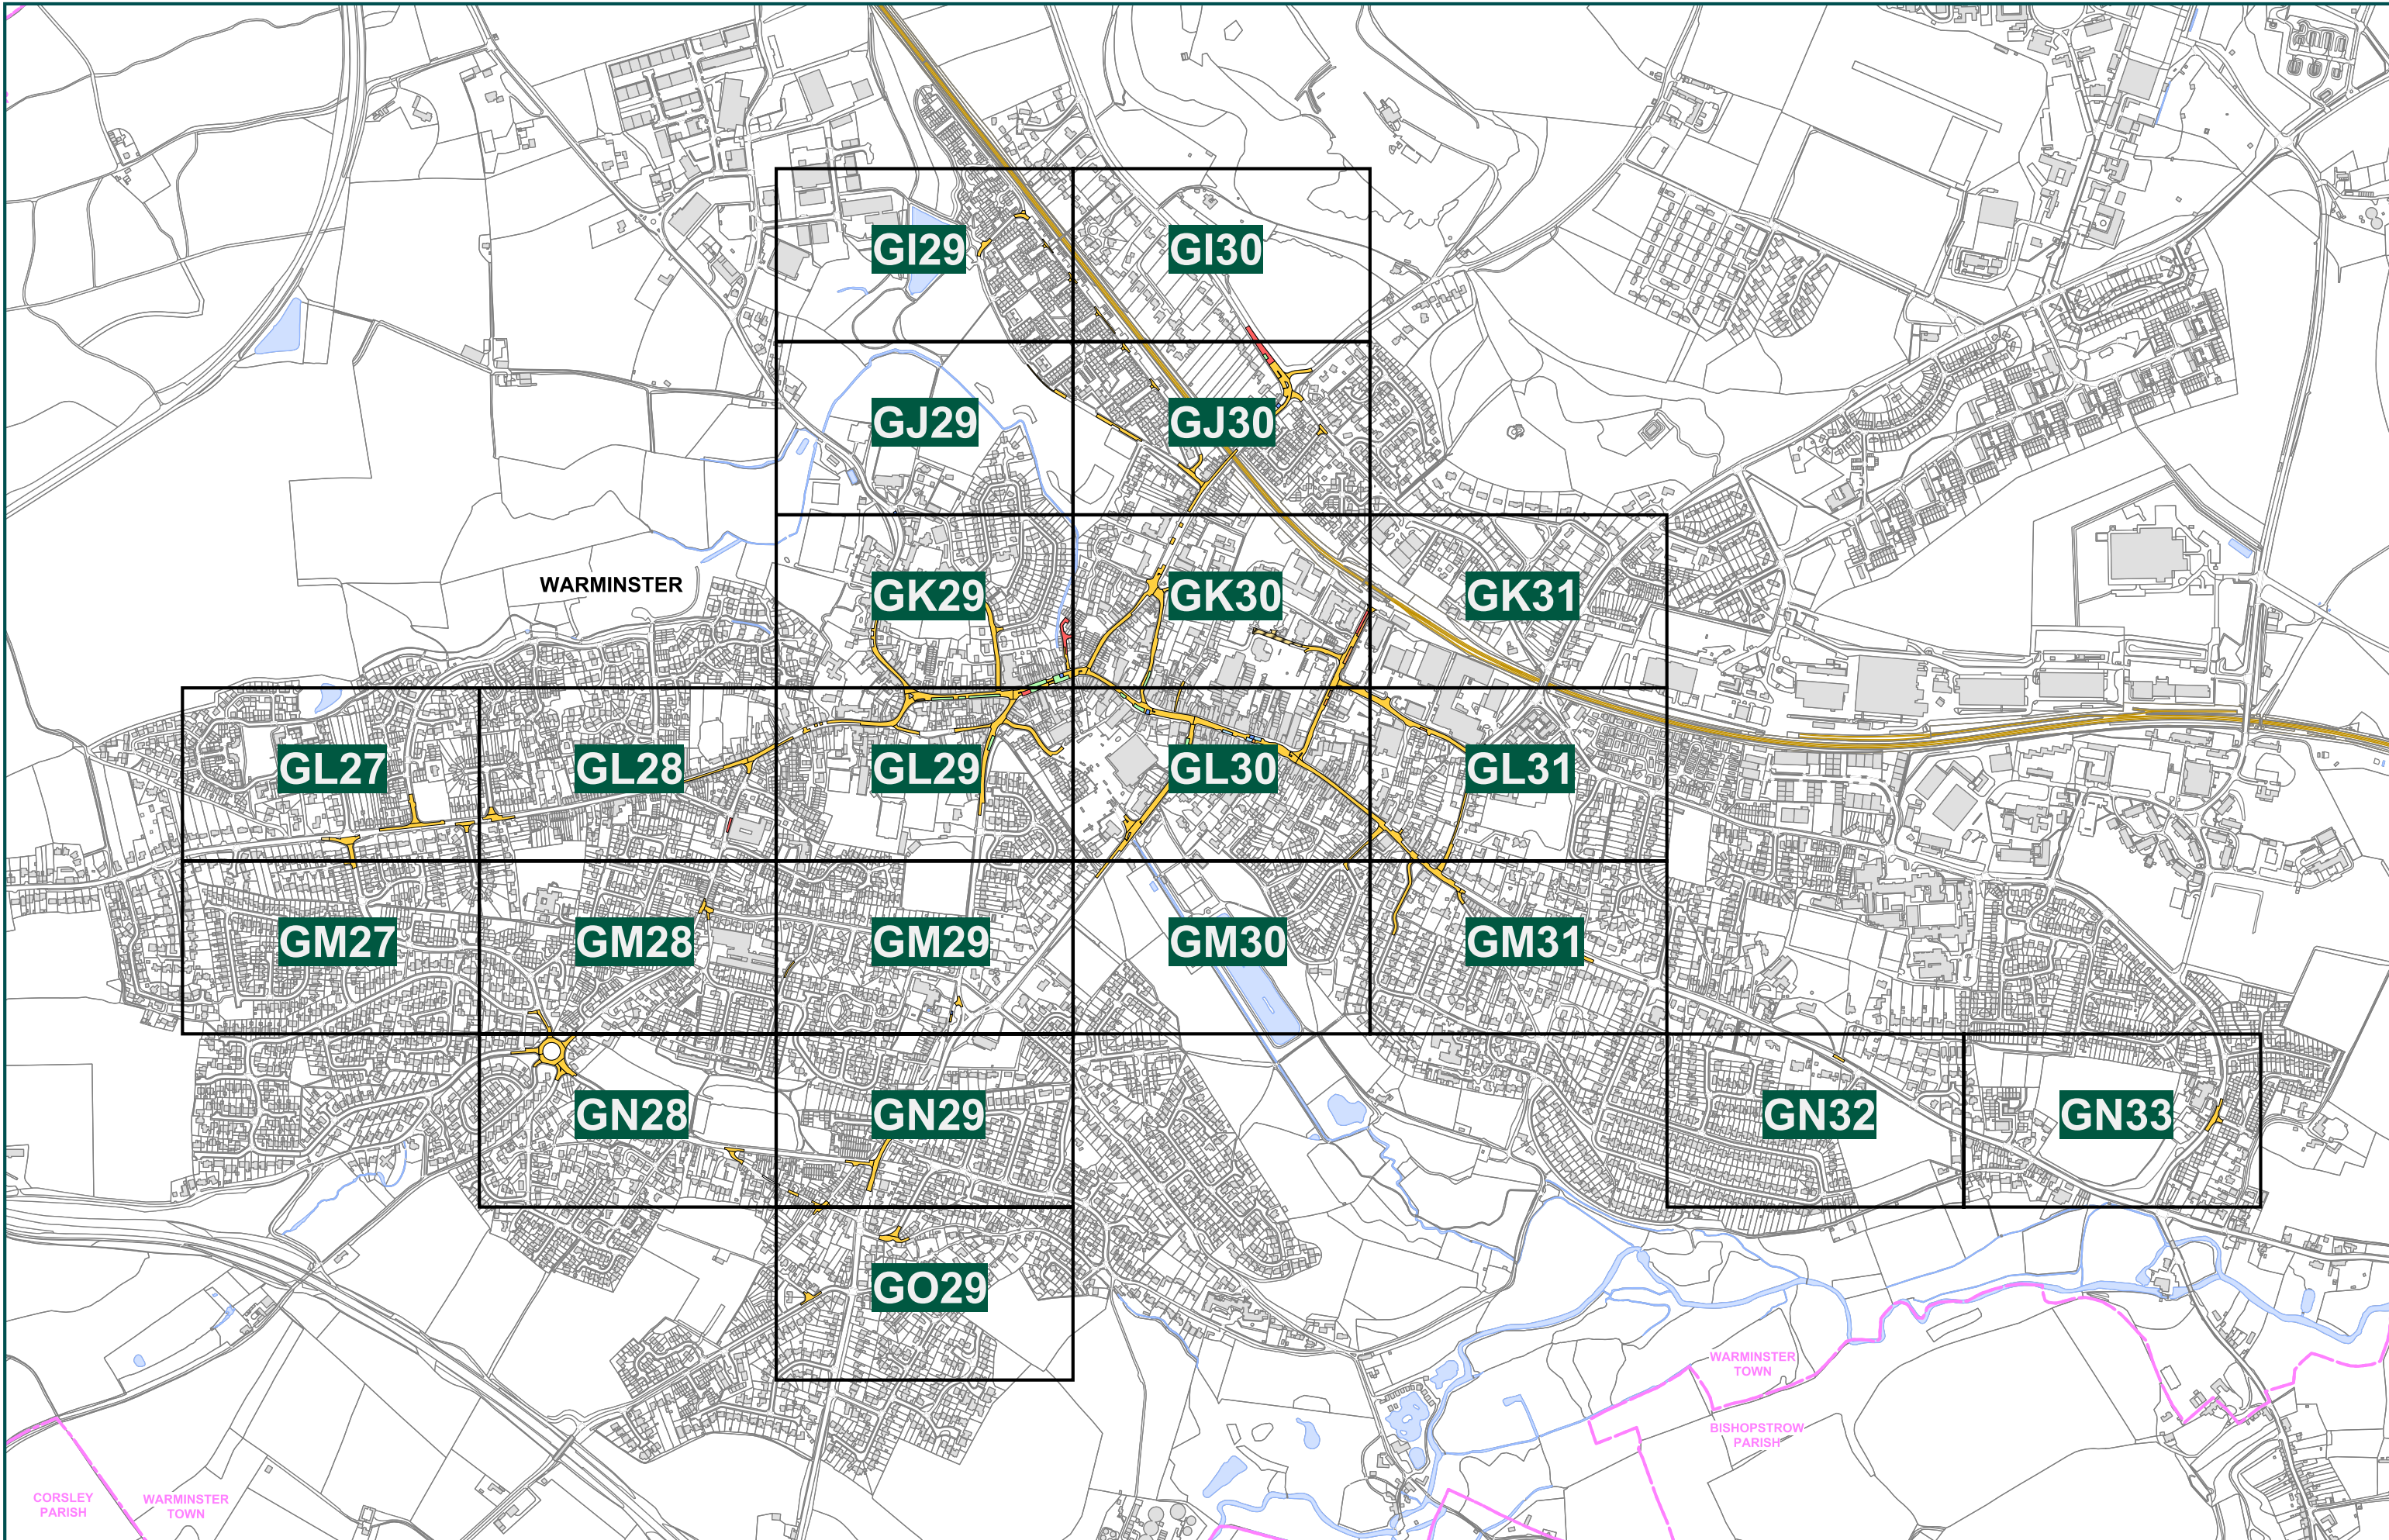 GI29
GI30
GJ29
GJ30
WARMINSTER
GK29
GK30
GK31
GL27
GL28
GL29
GL30
GL31
GM27
GM28
GM29
GM30
GM31
GN28
GN29
GN32
GN33
GO29
WARMINSTER
TOWN
BISHOPSTROW
PARISH
CORSLEY
PARISH
WARMINSTER
TOWN